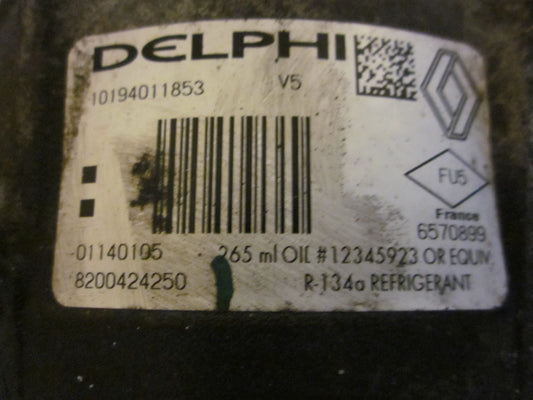 DELPHI
10194011853 V5
FU5
France
6570899
01140105 265 ml OIL #12345923 OR EQUIV
8200424250 R-134a REFRIGERANT